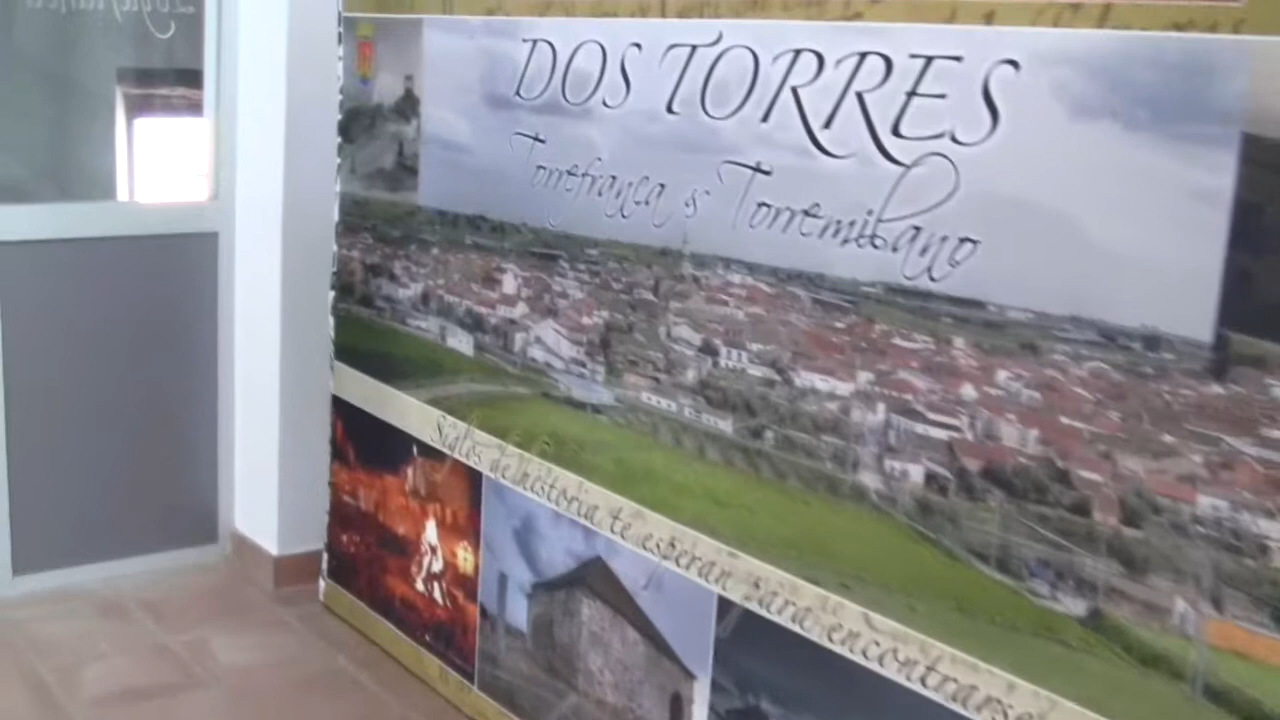 DOS TORRES
Torrefranca & Torremilano
Siglos de historia te esperan para encontrarse